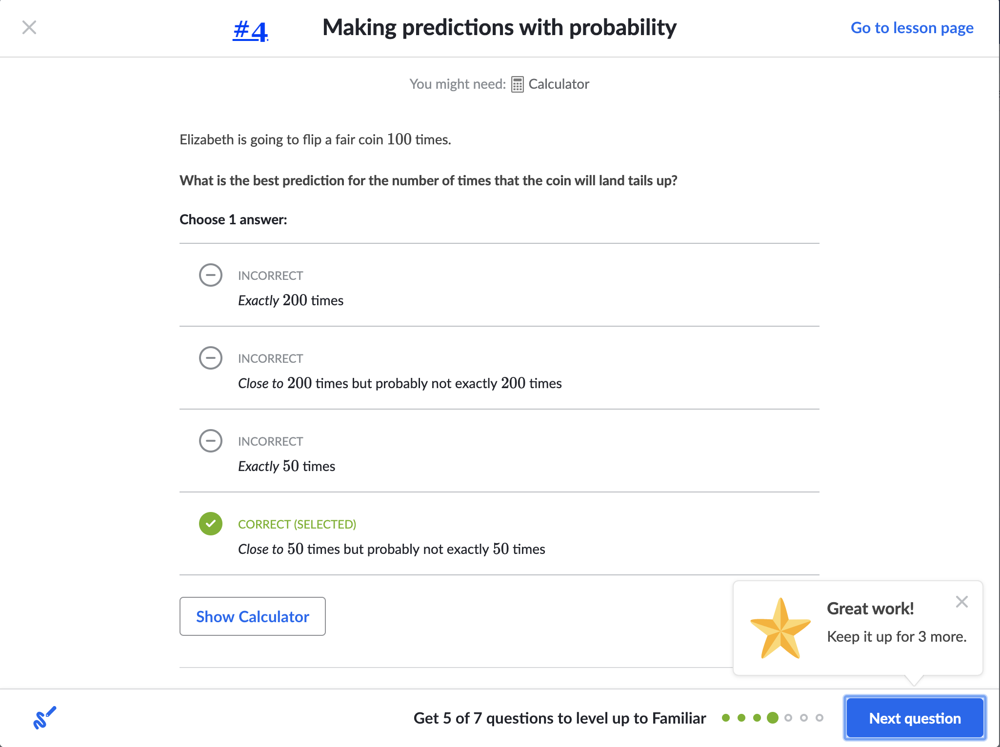 #4
Making predictions with probability
Go to lesson page
You might need: Calculator
Elizabeth is going to flip a fair coin 100 times.
What is the best prediction for the number of times that the coin will land tails up?
Choose 1 answer:
INCORRECT
Exactly 200 times
INCORRECT
Close to 200 times but probably not exactly 200 times
INCORRECT
Exactly 50 times
CORRECT (SELECTED)
Close to 50 times but probably not exactly 50 times
Show Calculator
Great work!
Keep it up for 3 more.
Get 5 of 7 questions to level up to Familiar
Next question